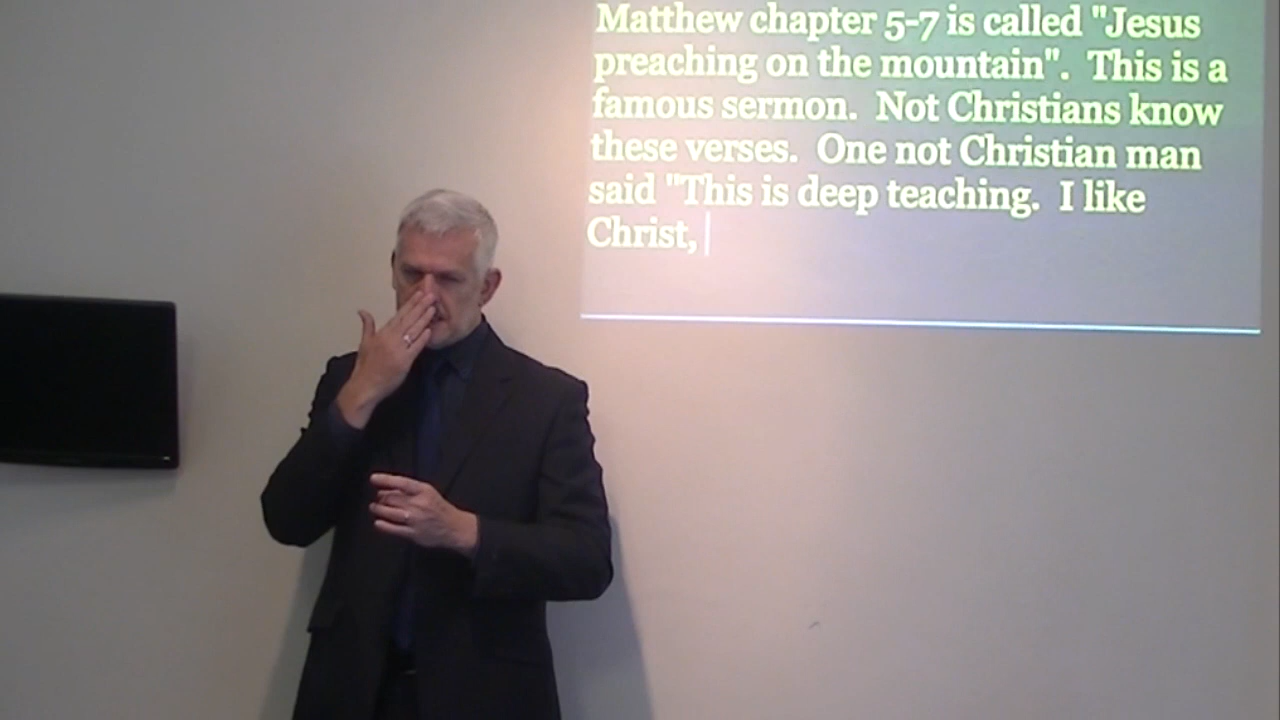 Matthew chapter 5-7 is called "Jesus
preaching on the mountain".  This is a
famous sermon.  Not Christians know
these verses.  One not Christian man
said "This is deep teaching.  I like
Christ,